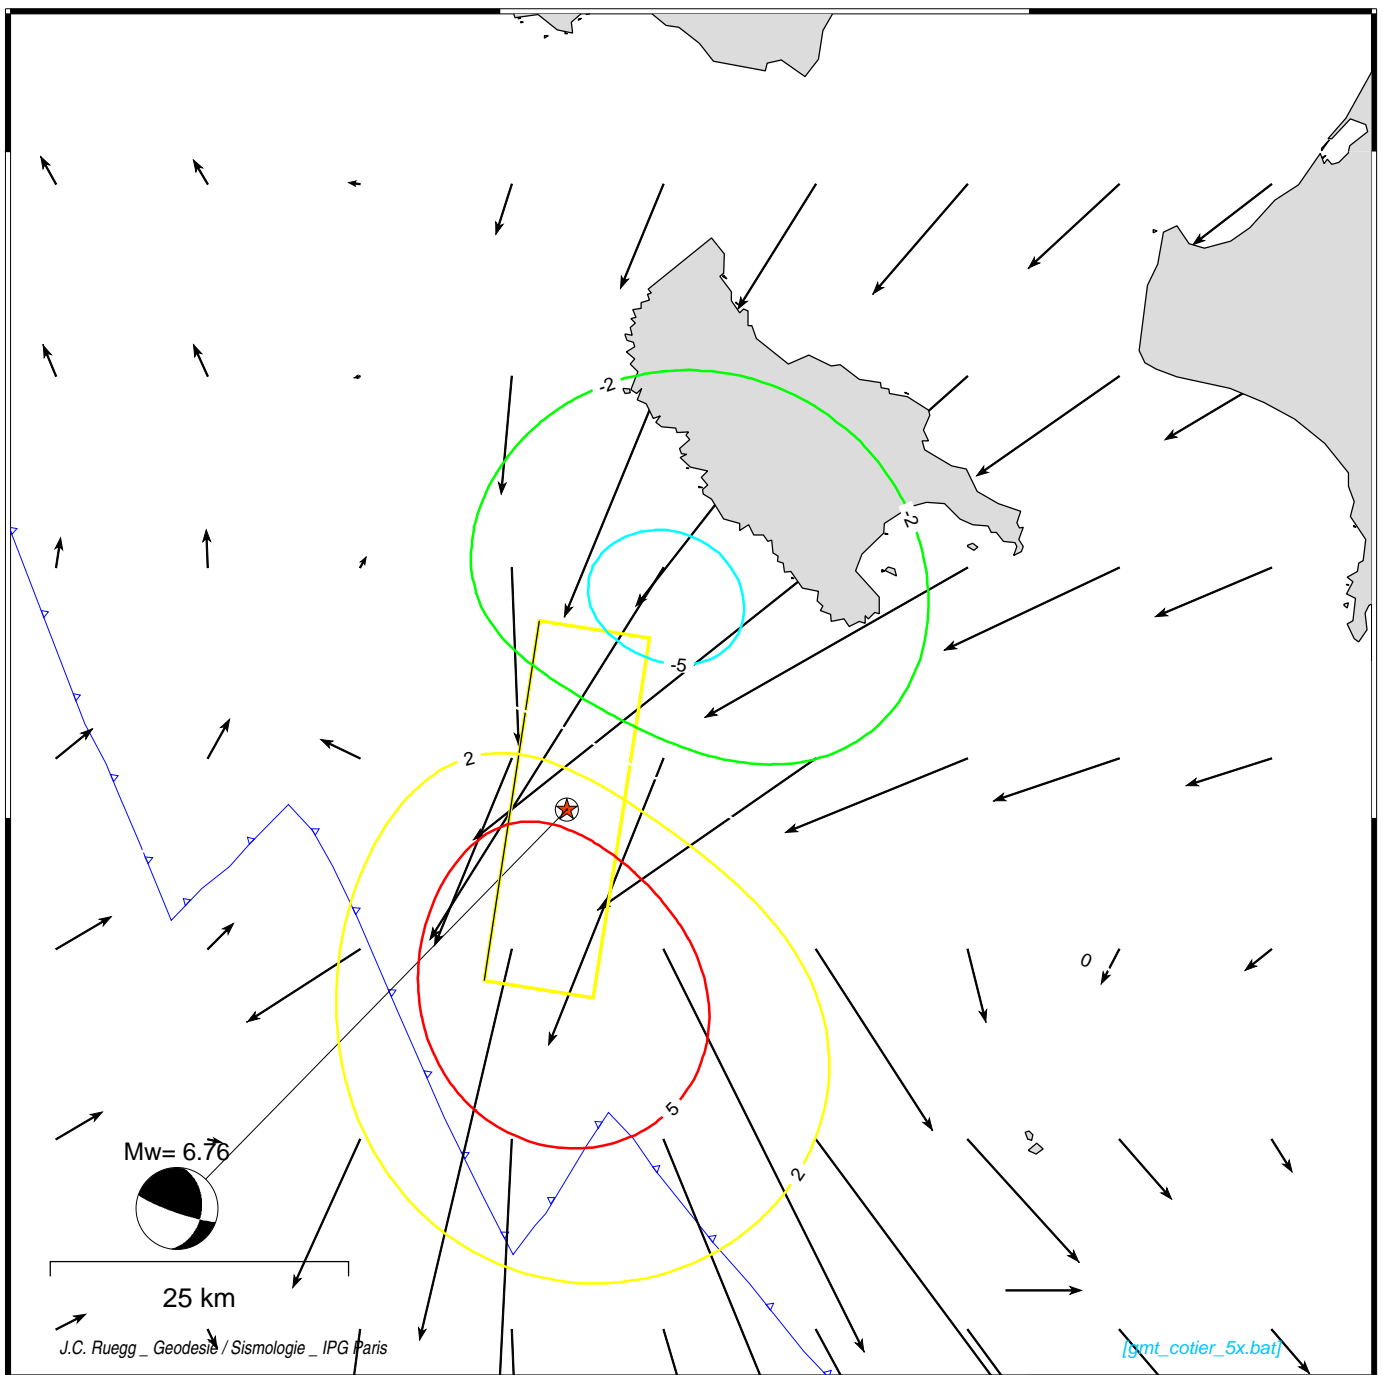 -2
-2
-5
2
0
5
2
Mw= 6.76
25 km
J.C. Ruegg _ Geodesie / Sismologie _ IPG Paris
[gmt_cotier_5x.bat]